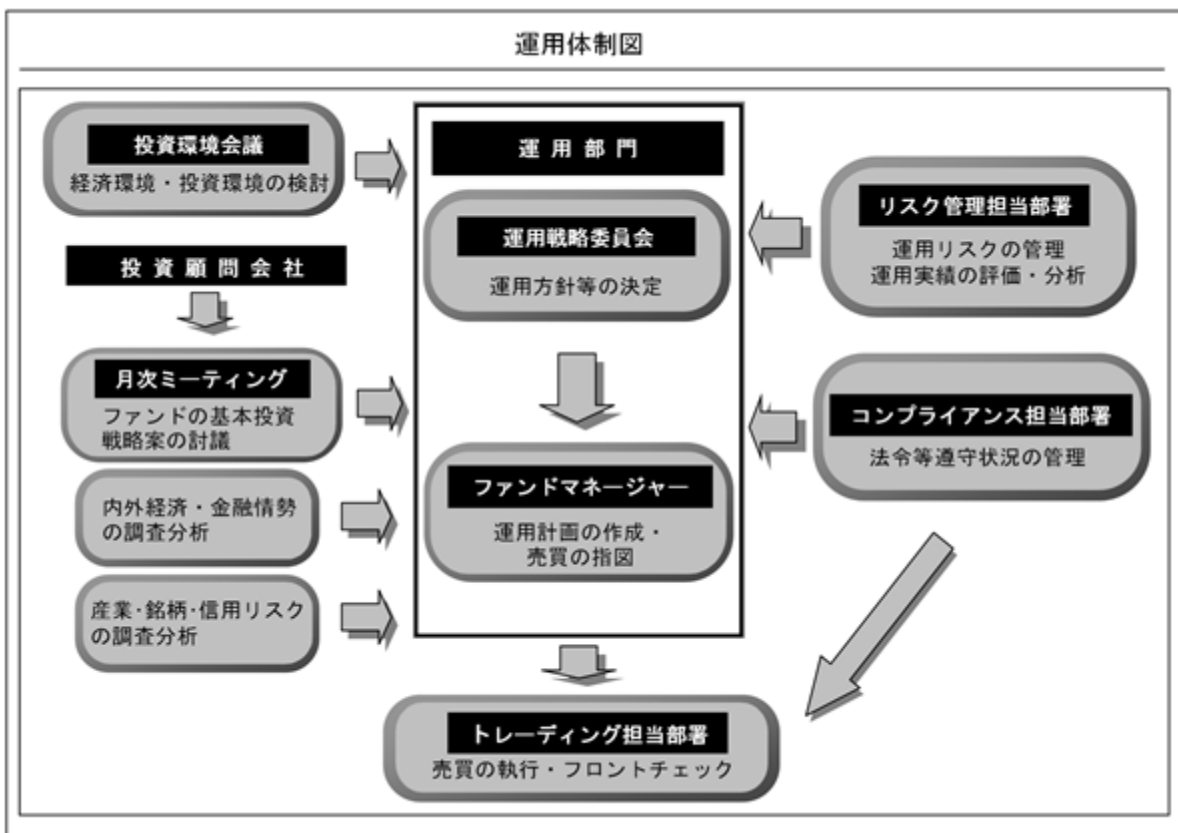 運用体制図
投資環境会議
経済環境・投資環境の検討
投資顧問会社
月次ミーティング
ファンドの基本投資
戦略案の討議
内外経済・金融情勢
の調査分析
産業・銘柄・信用リスク
の調査分析
運用部門
運用戦略委員会
運用方針等の決定
ファンドマネージャー
運用計画の作成・
売買の指図
リスク管理担当部署
運用リスクの管理
運用実績の評価・分析
コンプライアンス担当部署
法令等遵守状況の管理
トレーディング担当部署
売買の執行・フロントチェック